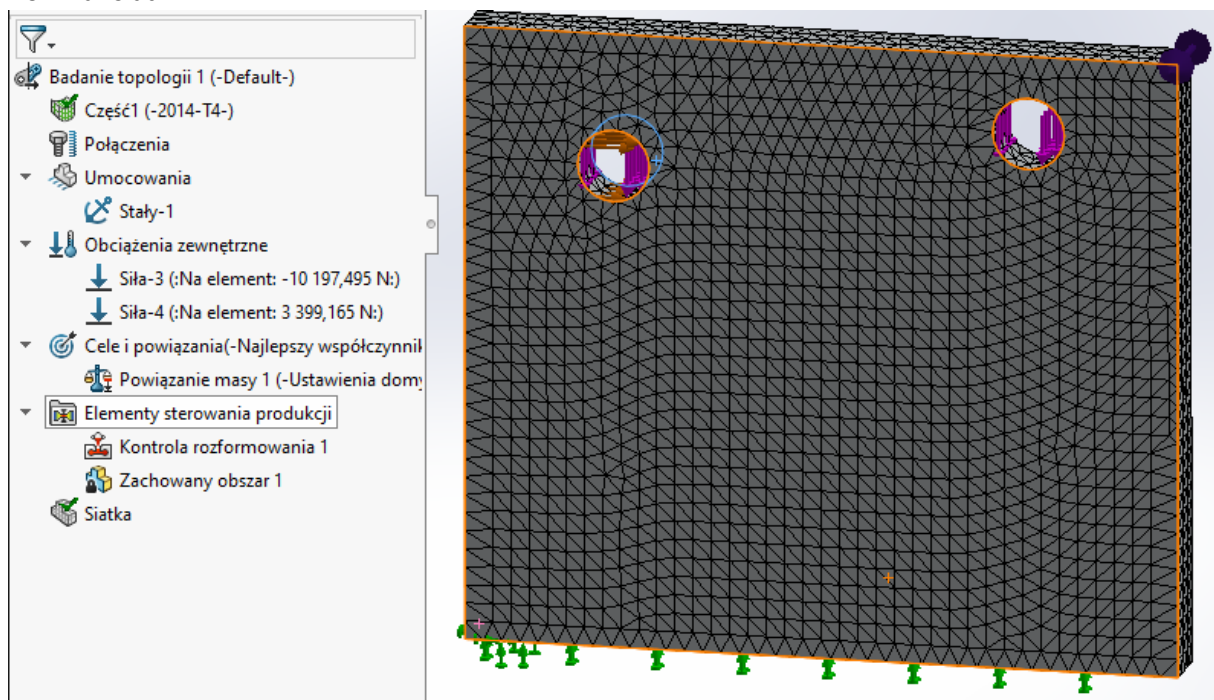 Badanie topologii 1 (-Default-)
Część1 (-2014-T4-)
Połączenia
Umocowania
Stały-1
Obciążenia zewnętrzne
Siła-3 (:Na element: -10 197,495 N:)
Siła-4 (:Na element: 3 399,165 N:)
Cele i powiązania(-Najlepszy współczynnik
Powiązanie masy 1 (-Ustawienia domy
Elementy sterowania produkcji
Kontrola rozformowania 1
Zachowany obszar 1
Siatka